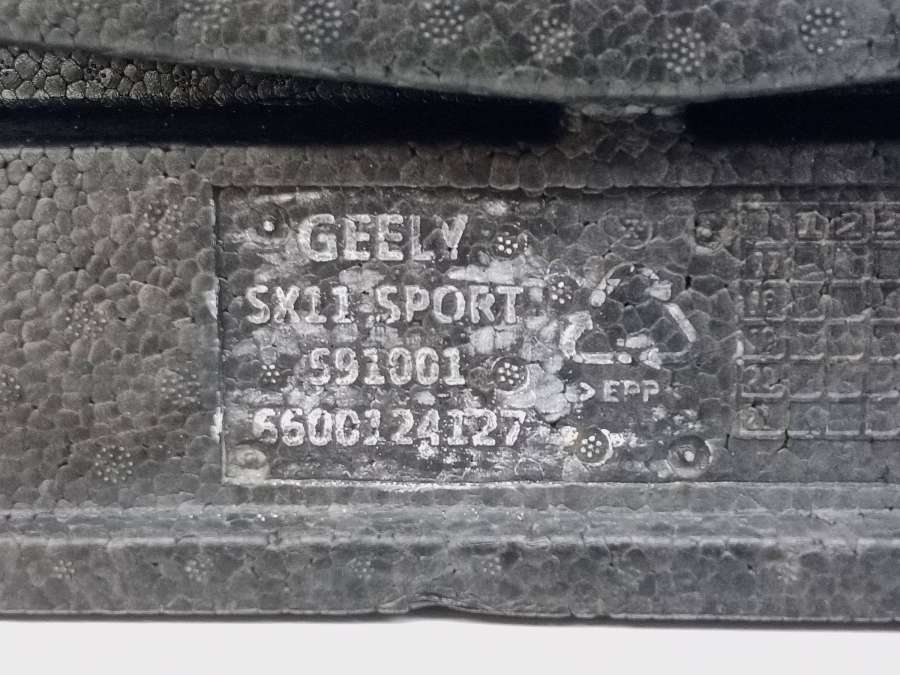 GEELY
SX11 SPORT
591001
6600124127
>EPP